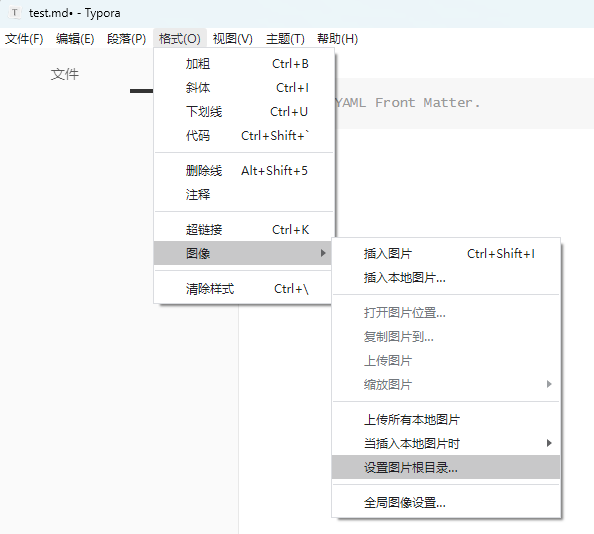 T test.md• - Typora
文件(F) 编辑(E) 段落(P) 格式(O) 视图(V) 主题(T) 帮助(H)
文件
YAML Front Matter.
加粗 Ctrl+B
斜体 Ctrl+I
下划线 Ctrl+U
代码 Ctrl+Shift+`
删除线 Alt+Shift+5
注释
超链接 Ctrl+K
图像
清除样式 Ctrl+\
插入图片 Ctrl+Shift+I
插入本地图片...
打开图片位置...
复制图片到...
上传图片
缩放图片
上传所有本地图片
当插入本地图片时
设置图片根目录...
全局图像设置...